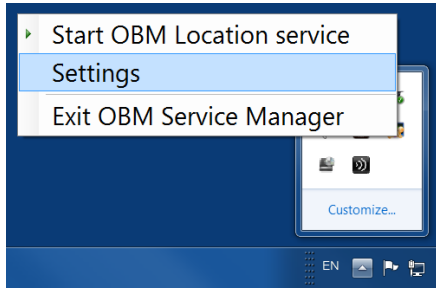 Start OBM Location service
Settings
Exit OBM Service Manager
Customize...
EN